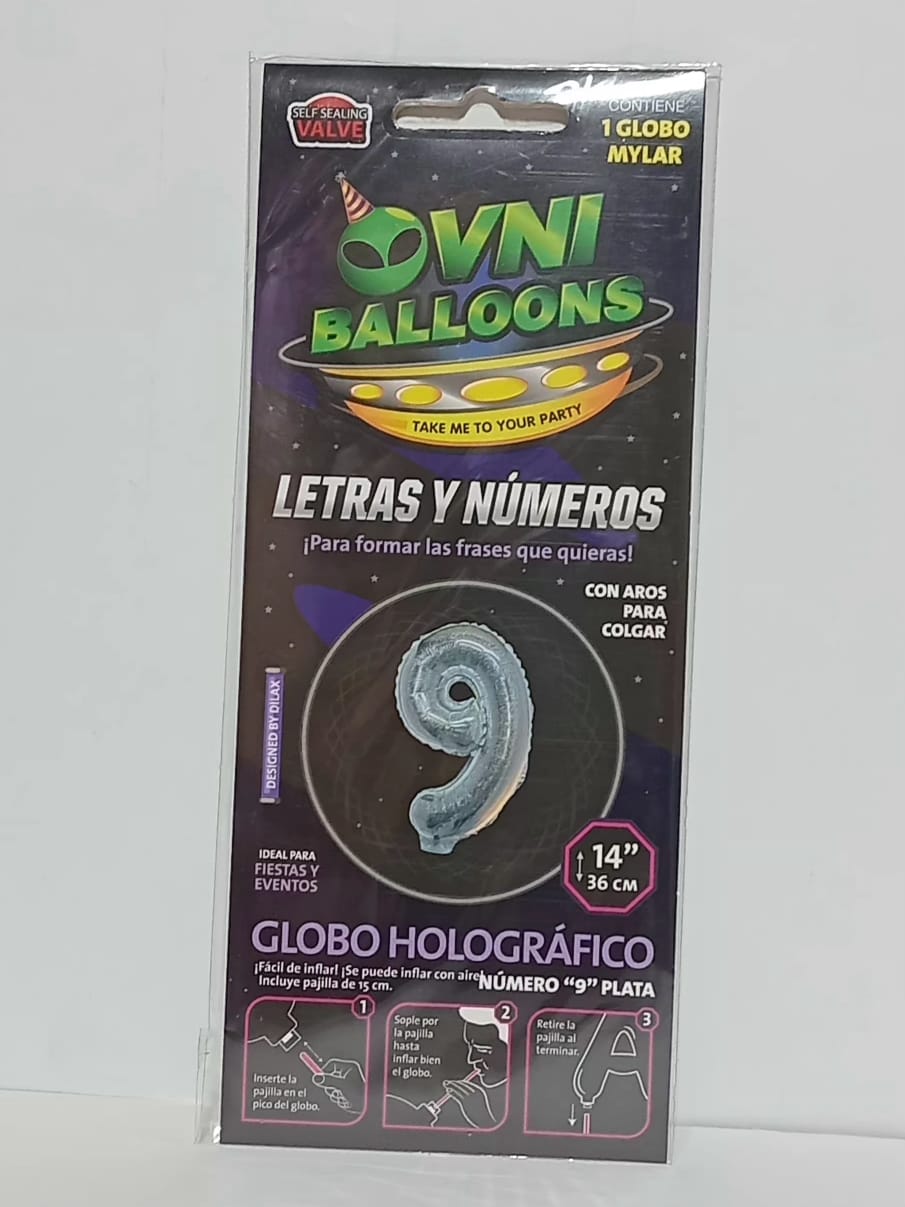 SELF SEALING
VALVE
CONTIENE
1 GLOBO
MYLAR
OVNI
BALLOONS
TAKE ME TO YOUR PARTY
LETRAS Y NÚMEROS
¡Para formar las frases que quieras!
CON AROS
PARA
COLGAR
DESIGNED BY DILAX
IDEAL PARA
FIESTAS Y
EVENTOS
14”
36 CM
GLOBO HOLOGRÁFICO
¡Fácil de inflar! ¡Se puede inflar con aire!
Incluye pajilla de 15 cm.
NÚMERO “9” PLATA
1
Inserte la
pajilla en el
pico del globo.
2
Sople por
la pajilla
hasta
inflar bien
el globo.
3
Retire la
pajilla al
terminar.